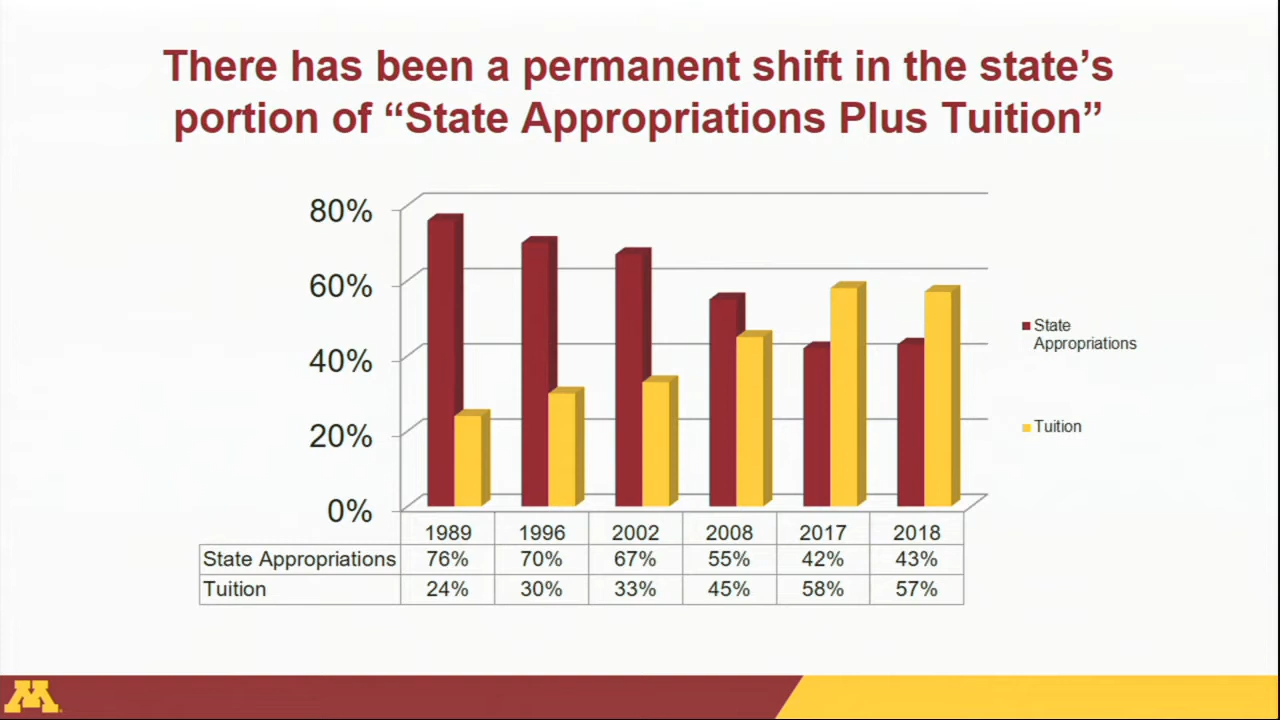 There has been a permanent shift in the state’s
portion of “State Appropriations Plus Tuition”
80%
60%
40%
20%
0%
State
Appropriations
Tuition
1989 1996 2002 2008 2017 2018
State Appropriations 76% 70% 67% 55% 42% 43%
Tuition 24% 30% 33% 45% 58% 57%
M